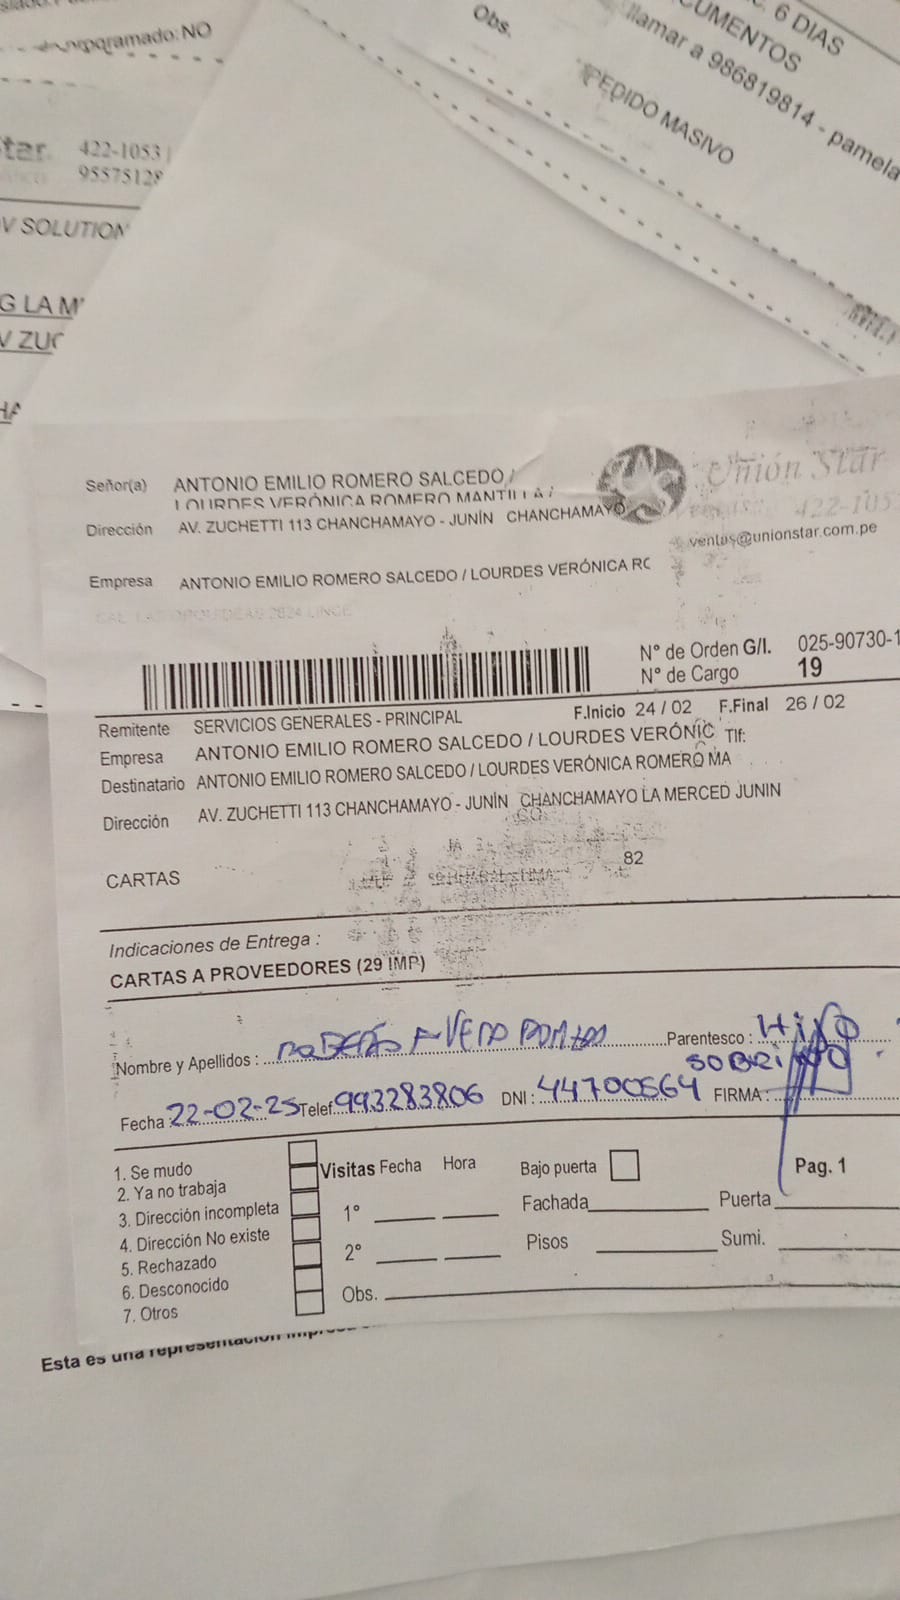 programado: NO
422-1053
95575128
V SOLUTION
G LA M
V ZUC
Obs.
6 DIAS
CUMENTOS
llamar a 986819814 - pamela
PEDIDO MASIVO
Señor(a) ANTONIO EMILIO ROMERO SALCEDO /
LOURDES VERÓNICA ROMERO MANTILLA /
Unión Star
422-105
Dirección AV. ZUCHETTI 113 CHANCHAMAYO - JUNÍN CHANCHAMAYO
ventas@unionstar.com.pe
Empresa ANTONIO EMILIO ROMERO SALCEDO / LOURDES VERÓNICA RO
N° de Orden G/I. 025-90730-1
N° de Cargo 19
Remitente SERVICIOS GENERALES - PRINCIPAL F.Inicio 24 / 02 F.Final 26 / 02
Empresa ANTONIO EMILIO ROMERO SALCEDO / LOURDES VERÓNIC Tlf:
Destinatario ANTONIO EMILIO ROMERO SALCEDO / LOURDES VERÓNICA ROMERO MA
Dirección AV. ZUCHETTI 113 CHANCHAMAYO - JUNÍN CHANCHAMAYO LA MERCED JUNIN
CARTAS 82
Indicaciones de Entrega :
CARTAS A PROVEEDORES (29 IMP)
Nombre y Apellidos : Parentesco : Hijo
SOBRINO
Fecha 22-02-25 Telef. 993283806 DNI : 44700564 FIRMA :
1. Se mudo
2. Ya no trabaja
3. Dirección incompleta
4. Dirección No existe
5. Rechazado
6. Desconocido
7. Otros
Visitas Fecha Hora Bajo puerta Pag. 1
1° Fachada Puerta
2° Pisos Sumi.
Obs.
Esta es una representación